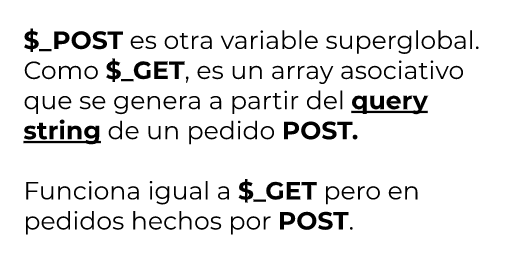 $_POST es otra variable superglobal.
Como $_GET, es un array asociativo
que se genera a partir del query
string de un pedido POST.
Funciona igual a $_GET pero en
pedidos hechos por POST.